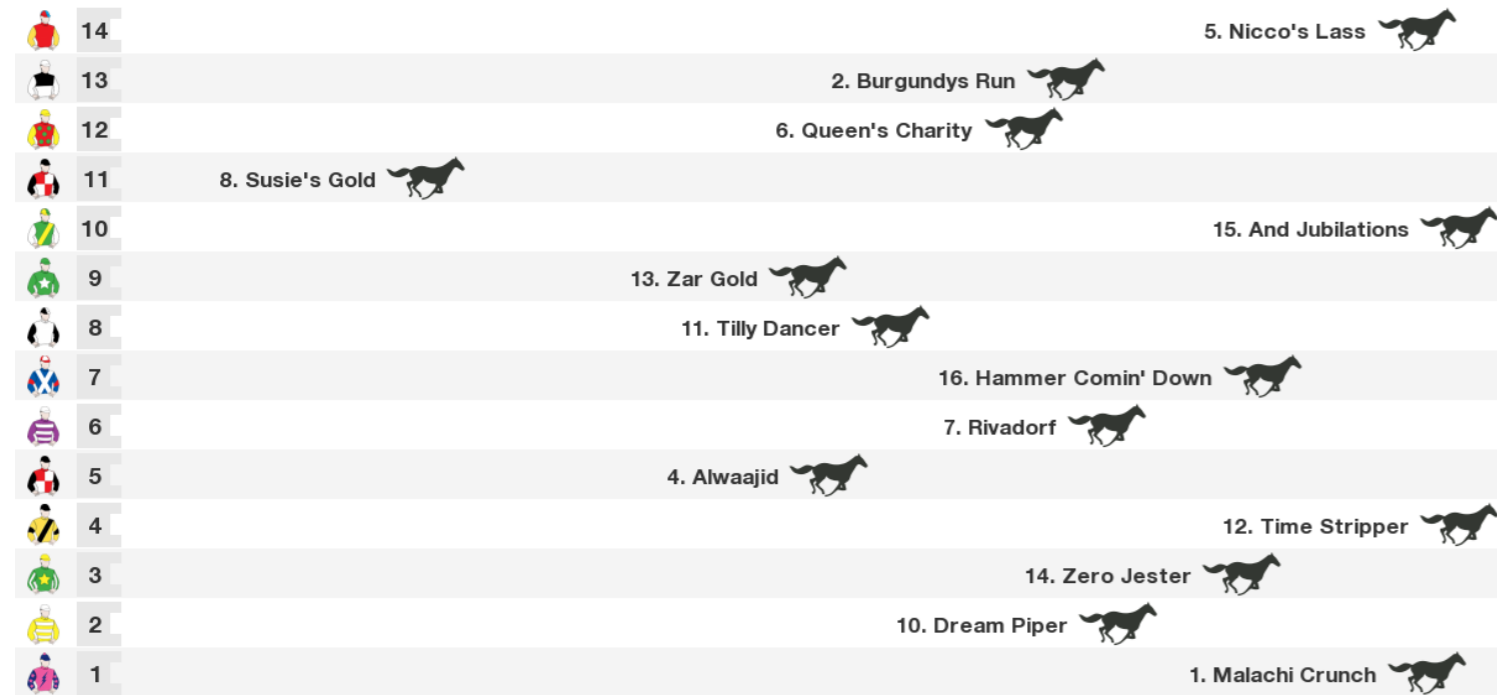 14 5. Nicco's Lass
13 2. Burgundys Run
12 6. Queen's Charity
11 8. Susie's Gold
10 15. And Jubilations
9 13. Zar Gold
8 11. Tilly Dancer
7 16. Hammer Comin' Down
6 7. Rivadorf
5 4. Alwaajid
4 12. Time Stripper
3 14. Zero Jester
2 10. Dream Piper
1 1. Malachi Crunch